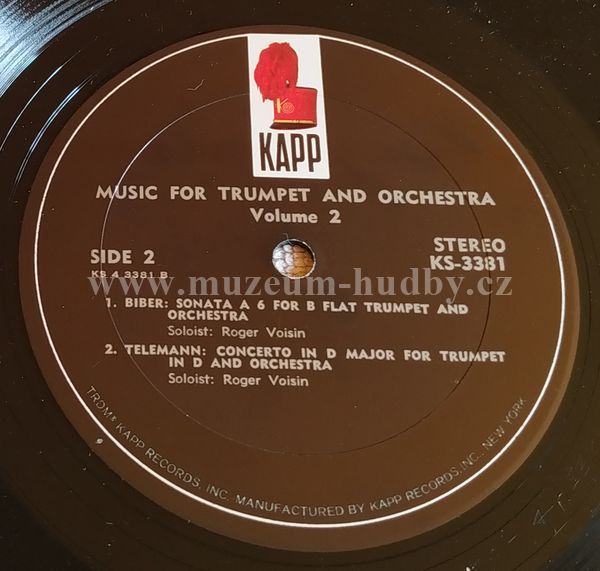 KAPP
MUSIC FOR TRUMPET AND ORCHESTRA
Volume 2
SIDE 2
KS 4 3381 B
STEREO
KS-3381
www.muzeum-hudby.cz
1. BIBER: SONATA A 6 FOR B FLAT TRUMPET AND
ORCHESTRA
Soloist: Roger Voisin
2. TELEMANN: CONCERTO IN D MAJOR FOR TRUMPET
IN D AND ORCHESTRA
Soloist: Roger Voisin
KAPP RECORDS, INC. MANUFACTURED BY KAPP RECORDS, INC. NEW YORK